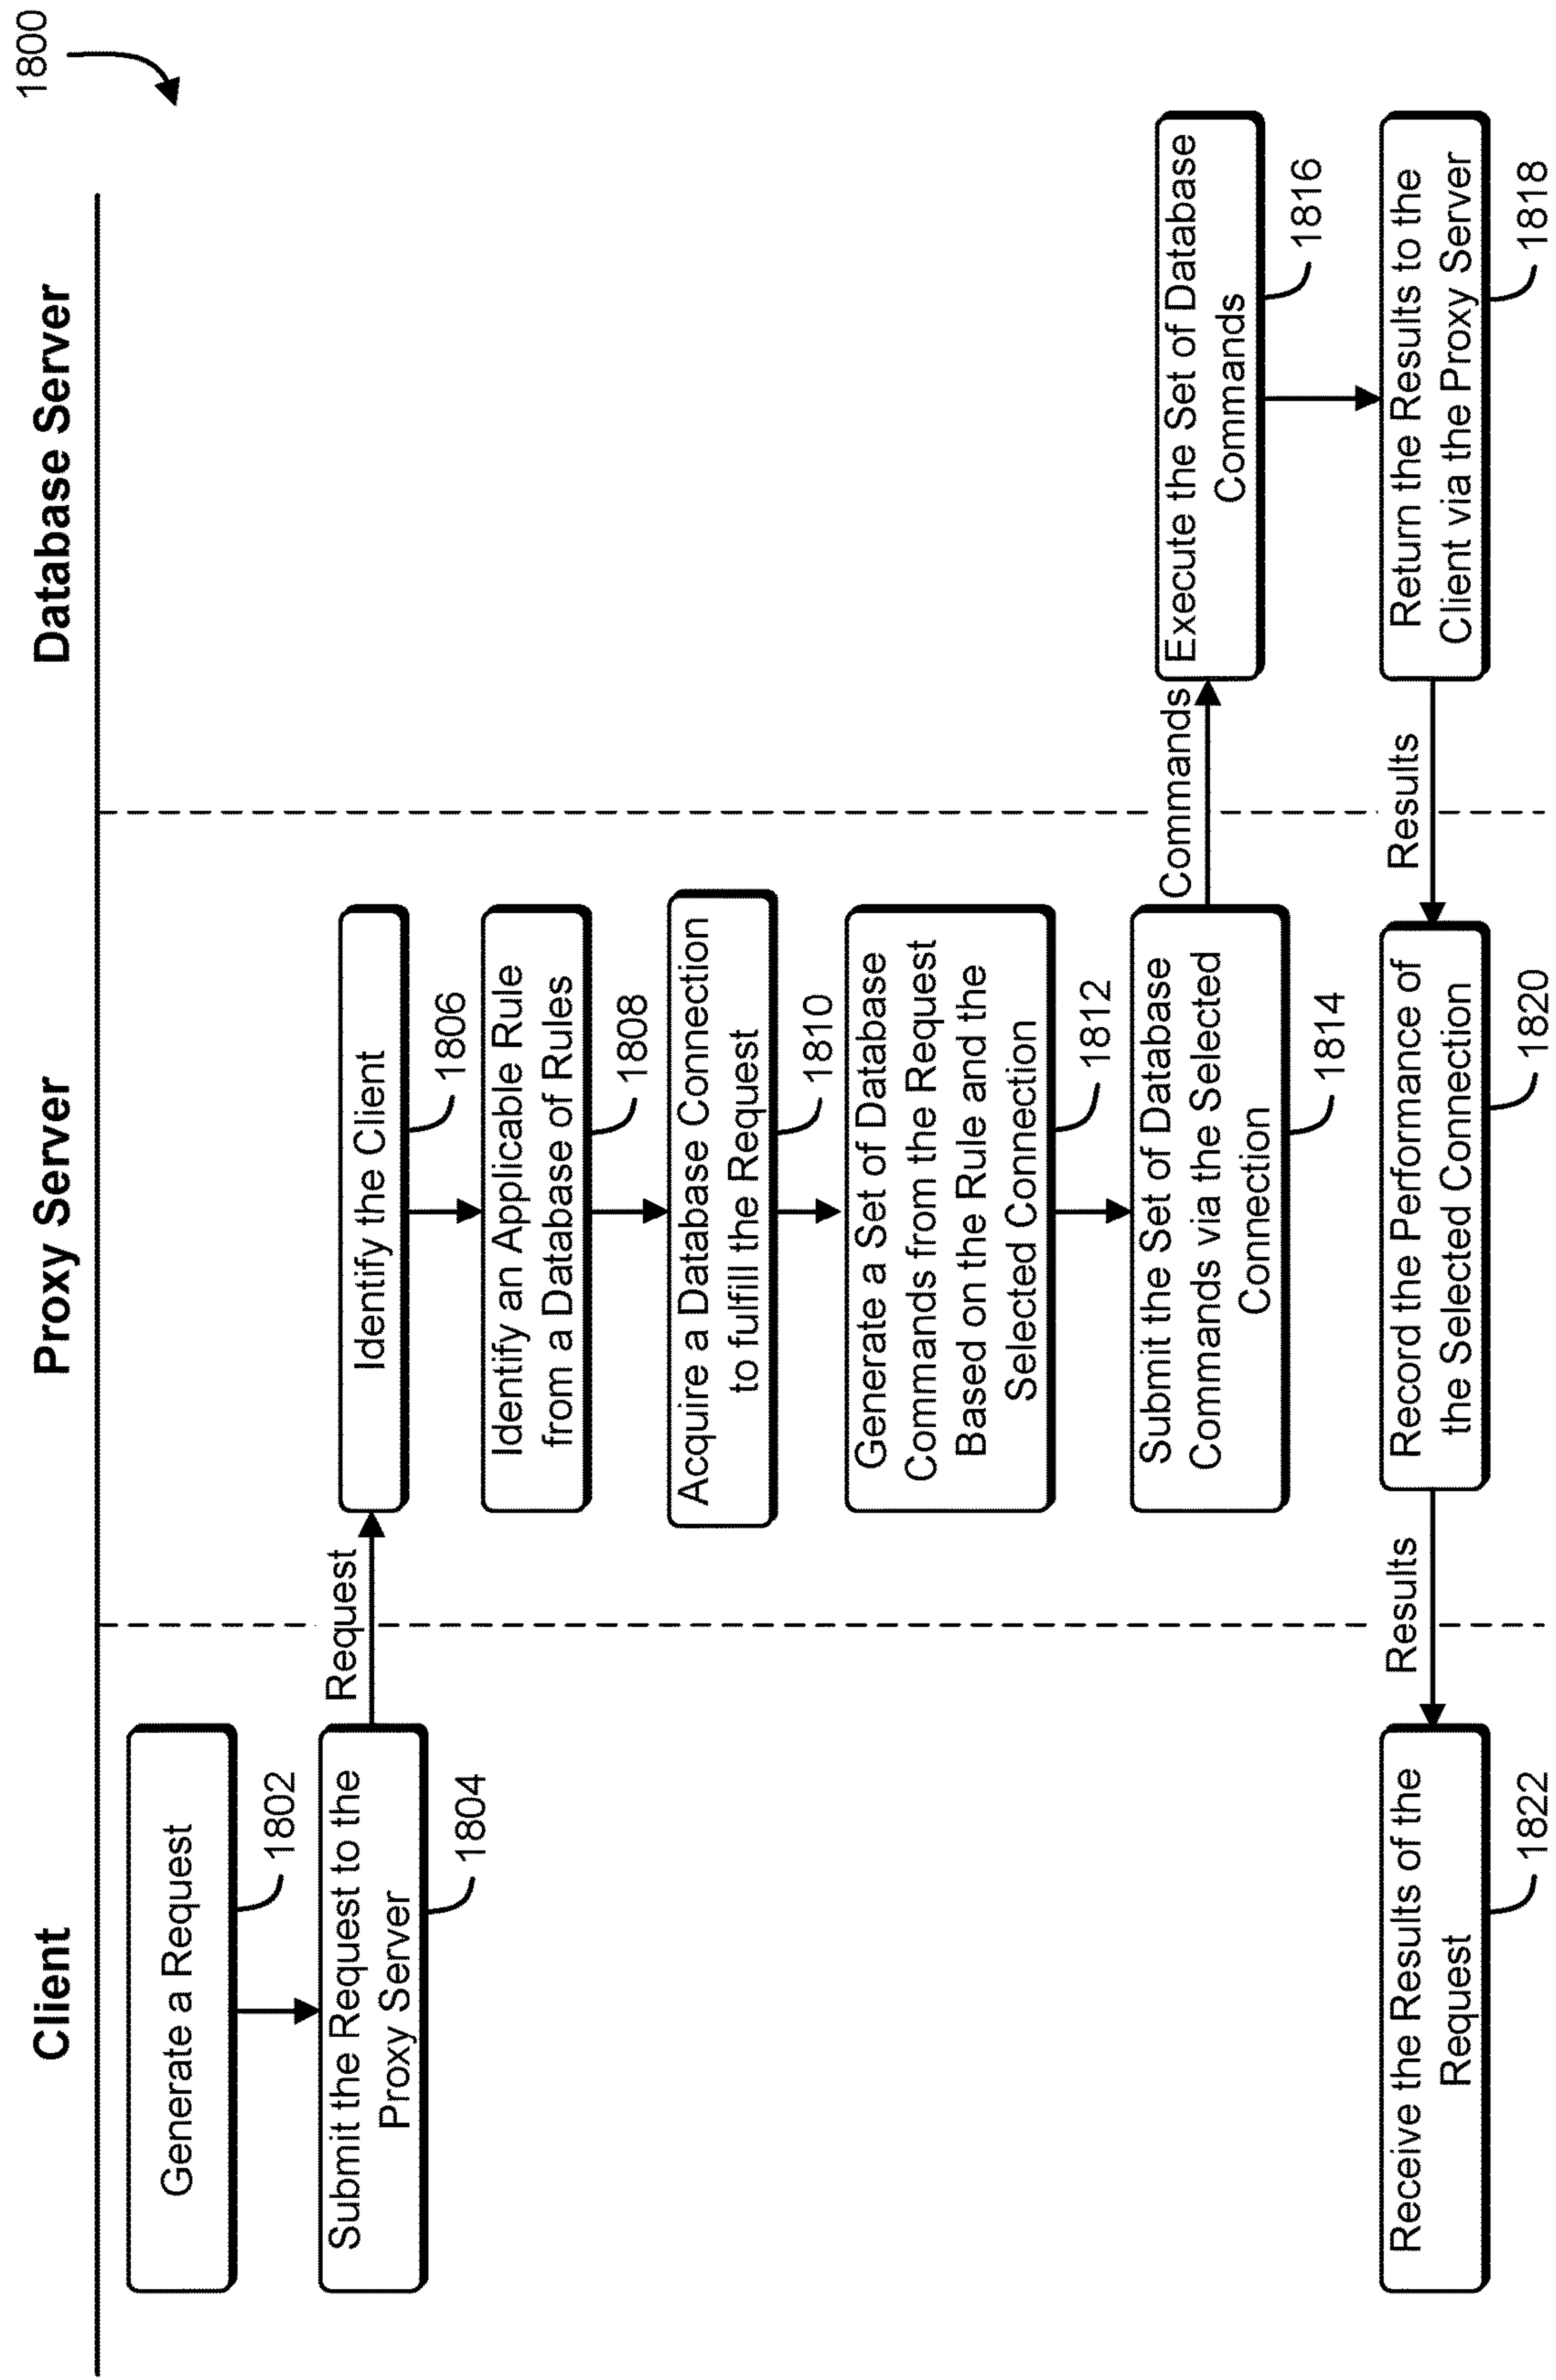 1800
Client
Proxy Server
Database Server
Generate a Request
1802
Submit the Request to the
Proxy Server
1804
Request
Identify the Client
1806
Identify an Applicable Rule
from a Database of Rules
1808
Acquire a Database Connection
to fulfill the Request
1810
Generate a Set of Database
Commands from the Request
Based on the Rule and the
Selected Connection
1812
Submit the Set of Database
Commands via the Selected
Connection
1814
Commands
Execute the Set of Database
Commands
1816
Return the Results to the
Client via the Proxy Server
1818
Results
Record the Performance of
the Selected Connection
1820
Results
Receive the Results of the
Request
1822